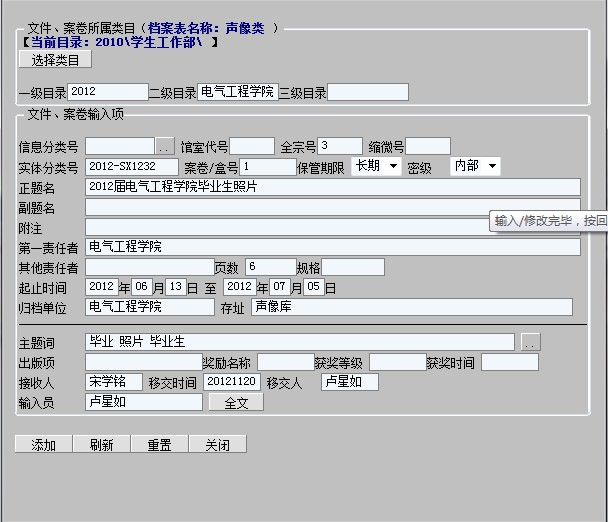 文件、案卷所属类目(档案表名称:声像类 )
【当前目录:2010\学生工作部\ 】
选择类目
一级目录 2012 二级目录 电气工程学院 三级目录
文件、案卷输入项
信息分类号 .. 馆室代号 全宗号 3 缩微号
实体分类号 2012-SX1232 案卷/盒号 1 保管期限 长期 密级 内部
正题名 2012届电气工程学院毕业生照片
副题名
输入/修改完毕，按回
附注
第一责任者 电气工程学院
其他责任者 页数 6 规格
起止时间 2012 年 06 月 13 日 至 2012 年 07 月 05 日
归档单位 电气工程学院 存址 声像库
主题词 毕业 照片 毕业生 ..
出版项 奖励名称 获奖等级 获奖时间
接收人 宋学铭 移交时间 20121120 移交人 卢星如
输入员 卢星如 全文
添加 刷新 重置 关闭